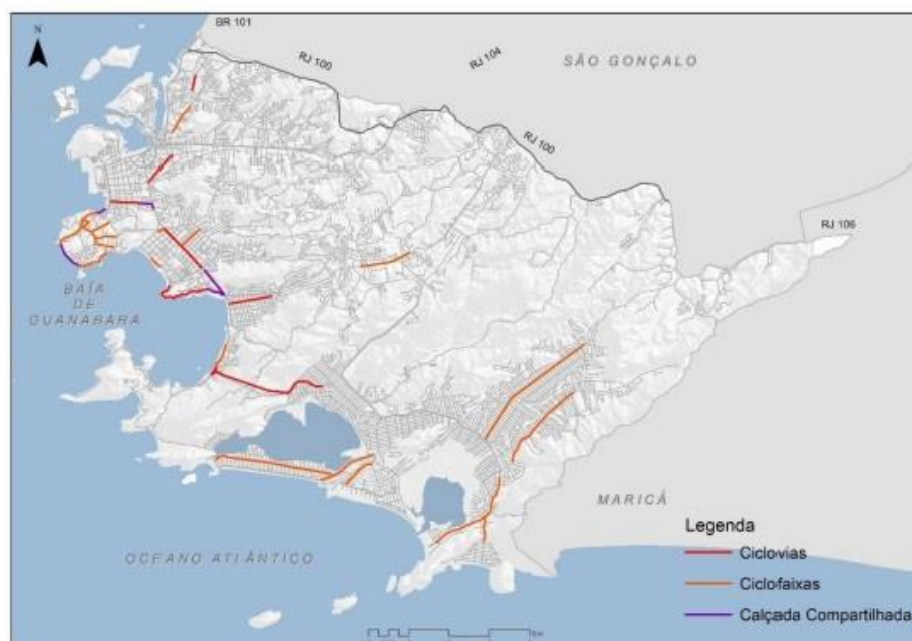 BR 101
N
RJ 100
RJ 104
SÃO GONÇALO
RJ 100
RJ 106
BAÍA
DE
GUANABARA
MARICÁ
OCEANO ATLÂNTICO
Legenda
Ciclovias
Ciclofaixas
Calçada Compartilhada